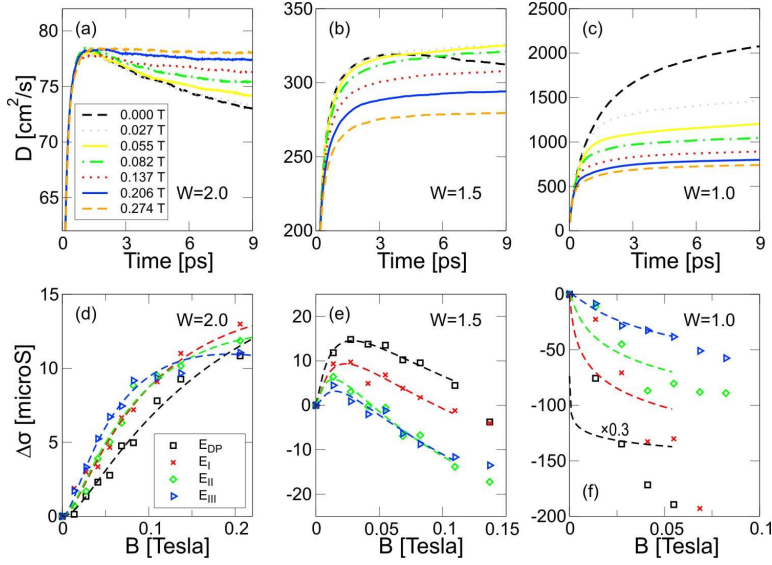 (a)
80
75
70
65
D [cm²/s]
0.000 T
0.027 T
0.055 T
0.082 T
0.137 T
0.206 T
0.274 T
W=2.0
0 3 6 9
Time [ps]
(b)
350
300
250
200
W=1.5
0 3 6 9
Time [ps]
(c)
2500
2000
1500
1000
500
0
W=1.0
0 3 6 9
Time [ps]
(d)
W=2.0
15
10
5
0
Δσ [microS]
E_DP
E_I
E_II
E_III
0 0.1 0.2
B [Tesla]
(e)
W=1.5
20
10
0
-10
-20
0 0.05 0.10 0.15
B [Tesla]
W=1.0
0
-50
-100
-150
-200
×0.3
(f)
0 0.05 0.1
B [Tesla]